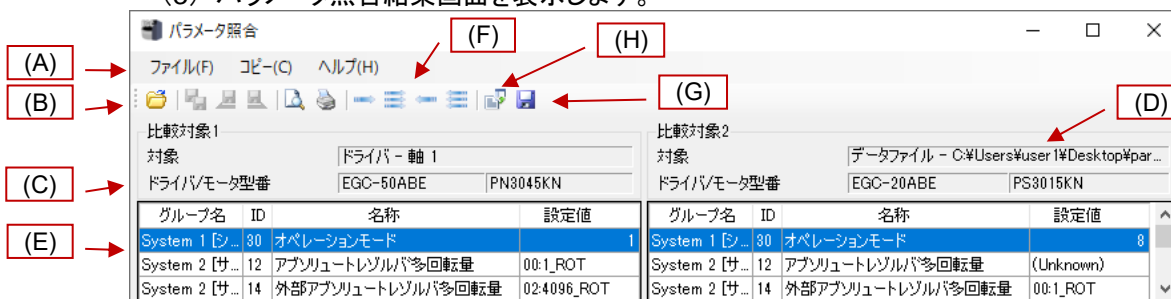 (3) パラメータ照合結果画面を表示します。
パラメータ照合
(F)
(H)
(A)
ファイル(F) コピー(C) ヘルプ(H)
(B)
(G)
(D)
比較対象1
比較対象2
対象 ドライバ - 軸 1
対象 データファイル - C:¥Users¥user1¥Desktop¥par...
(C)
ドライバ/モータ型番 EGC-50ABE PN3045KN
ドライバ/モータ型番 EGC-20ABE PS3015KN
グループ名 ID 名称 設定値
グループ名 ID 名称 設定値
(E)
System 1 [シ... 30 オペレーションモード 1
System 1 [シ... 30 オペレーションモード 8
System 2 [サ... 12 アブソリュートレゾルバ多回転量 00:1_ROT
System 2 [サ... 12 アブソリュートレゾルバ多回転量 (Unknown)
System 2 [サ... 14 外部アブソリュートレゾルバ多回転量 02:4096_ROT
System 2 [サ... 14 外部アブソリュートレゾルバ多回転量 00:1_ROT